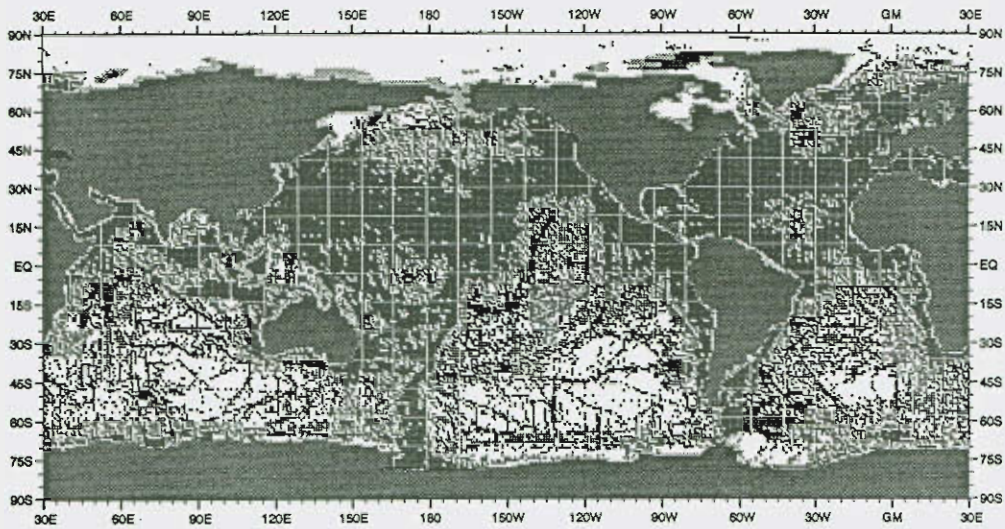 30E 60E 90E 120E 150E 180 150W 120W 90W 60W 30W GM 30E
90N 90N
75N 75N
60N 60N
45N 45N
30N 30N
15N 15N
EQ EQ
15S 15S
30S 30S
45S 45S
60S 60S
75S 75S
90S 90S
30E 60E 90E 120E 150E 180 150W 120W 90W 60W 30W GM 30E